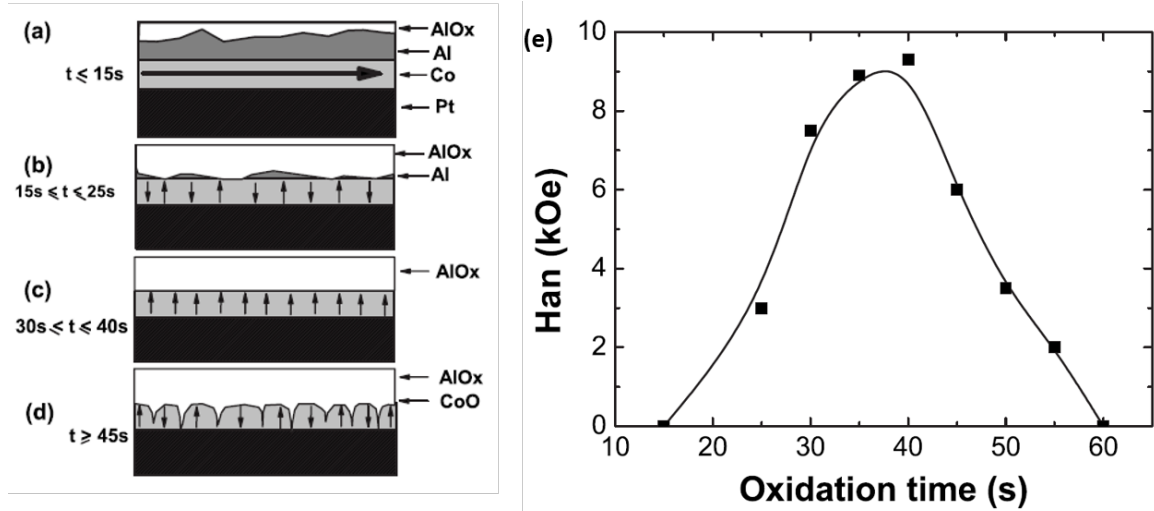 (a)
AlOx
Al
t ⩽ 15s
Co
Pt
(b)
AlOx
Al
15s ⩽ t ⩽ 25s
(c)
AlOx
30s ⩽ t ⩽ 40s
(d)
AlOx
CoO
t ⩾ 45s
(e)
Han (kOe)
10
8
6
4
2
0
10 20 30 40 50 60
Oxidation time (s)